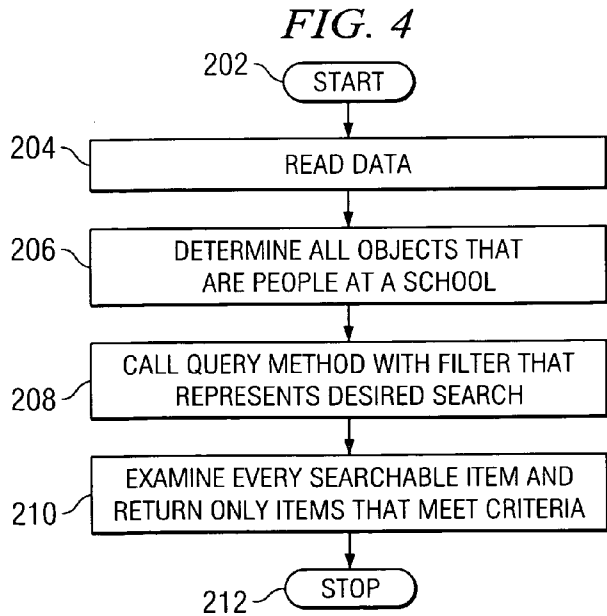 FIG. 4
202
START
204
READ DATA
206
DETERMINE ALL OBJECTS THAT
ARE PEOPLE AT A SCHOOL
208
CALL QUERY METHOD WITH FILTER THAT
REPRESENTS DESIRED SEARCH
210
EXAMINE EVERY SEARCHABLE ITEM AND
RETURN ONLY ITEMS THAT MEET CRITERIA
212
STOP